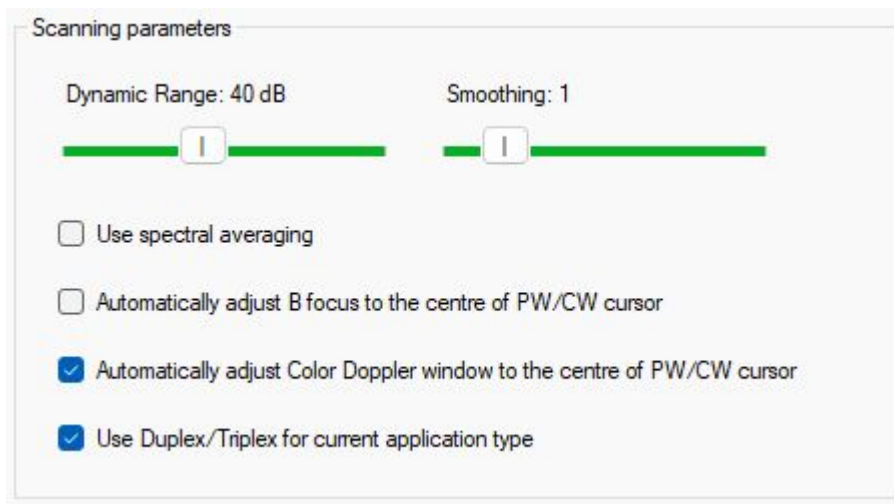 Scanning parameters
Dynamic Range: 40 dB
Smoothing: 1
Use spectral averaging
Automatically adjust B focus to the centre of PW/CW cursor
Automatically adjust Color Doppler window to the centre of PW/CW cursor
Use Duplex/Triplex for current application type